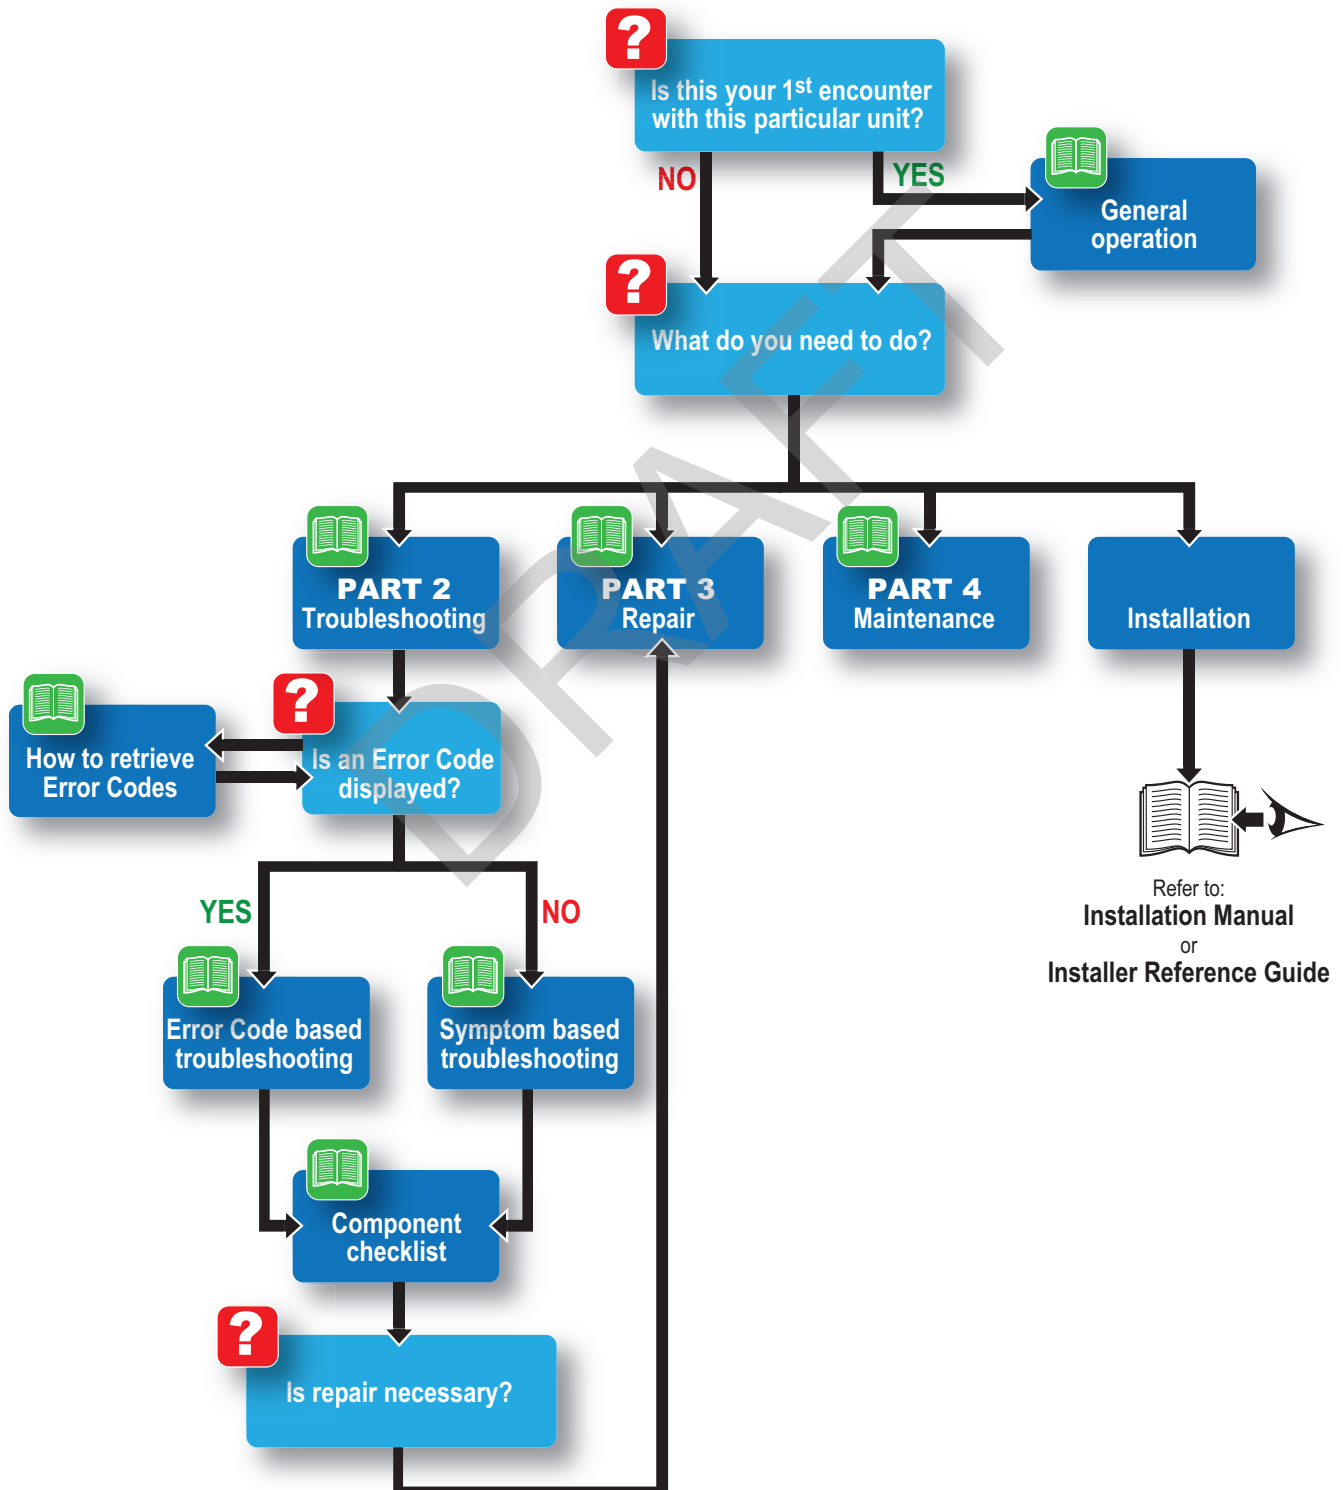 ?
Is this your 1st encounter
with this particular unit?
NO
YES
General
operation
?
What do you need to do?
PART 2
Troubleshooting
PART 3
Repair
PART 4
Maintenance
Installation
How to retrieve
Error Codes
?
Is an Error Code
displayed?
YES
NO
Refer to:
Installation Manual
or
Installer Reference Guide
Error Code based
troubleshooting
Symptom based
troubleshooting
Component
checklist
?
Is repair necessary?
DRAFT